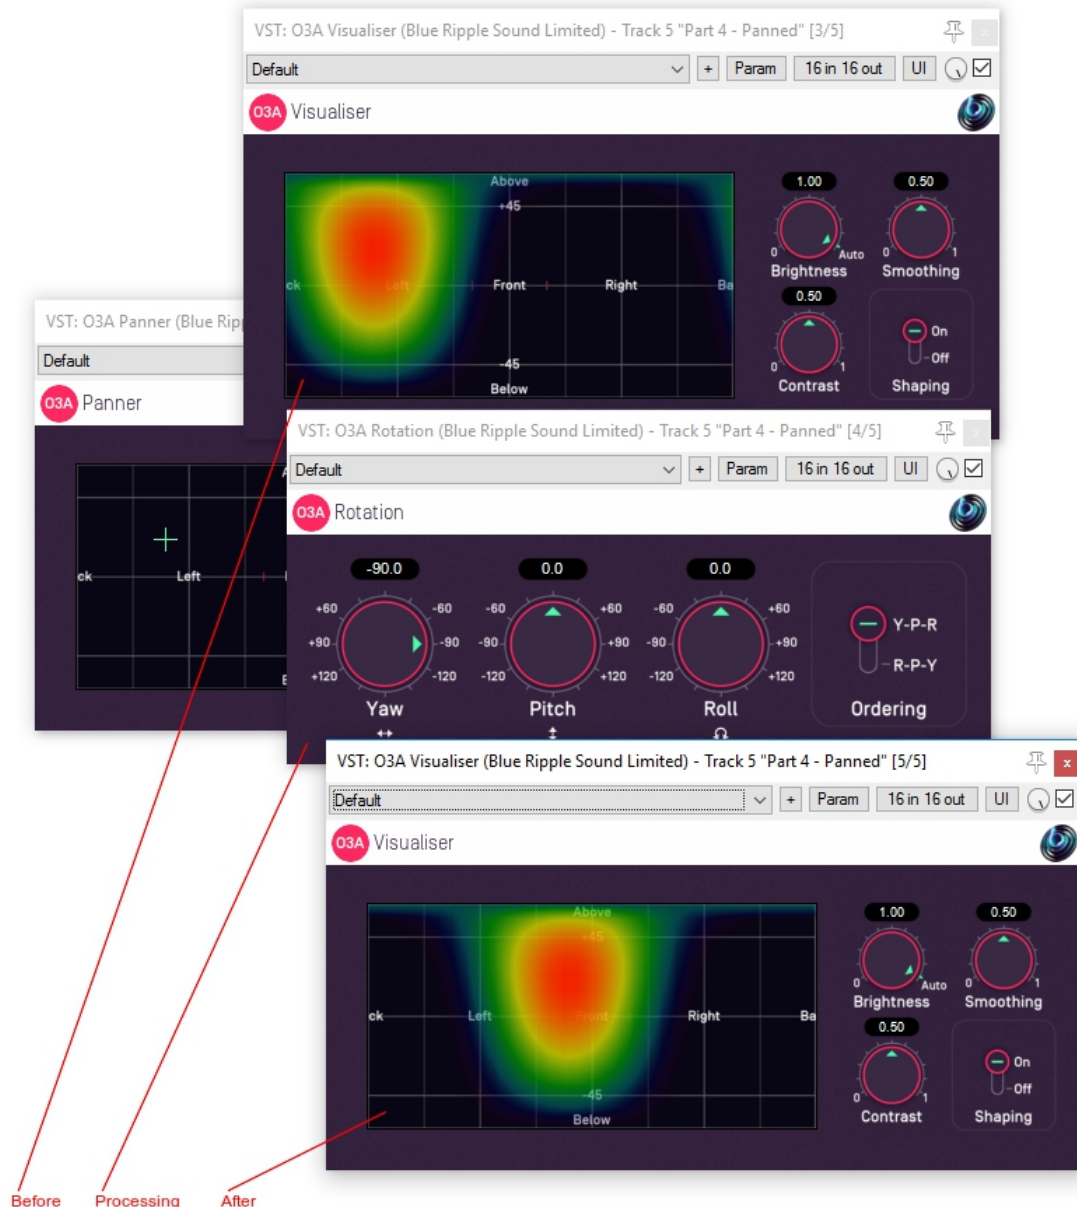 VST: O3A Visualiser (Blue Ripple Sound Limited) - Track 5 "Part 4 - Panned" [3/5]
x
Default
+
Param
16 in 16 out
UI
O3A Visualiser
Above
+45
ck
Left
Front
Right
Ba
-45
Below
1.00
0
Auto
Brightness
0.50
0
1
Smoothing
0.50
0
1
Contrast
On
Off
Shaping
VST: O3A Panner (Blue Ripp
Default
O3A Panner
ck
Left
VST: O3A Rotation (Blue Ripple Sound Limited) - Track 5 "Part 4 - Panned" [4/5]
Default
+
Param
16 in 16 out
UI
O3A Rotation
-90.0
+60
-60
+90
-90
+120
-120
Yaw
0.0
-60
+60
-90
+90
-120
+120
Pitch
0.0
-60
+60
-90
+90
-120
+120
Roll
Y-P-R
R-P-Y
Ordering
VST: O3A Visualiser (Blue Ripple Sound Limited) - Track 5 "Part 4 - Panned" [5/5]
x
Default
+
Param
16 in 16 out
UI
O3A Visualiser
Above
+45
ck
Left
Front
Right
Ba
-45
Below
1.00
0
Auto
Brightness
0.50
0
1
Smoothing
0.50
0
1
Contrast
On
Off
Shaping
Before
Processing
After